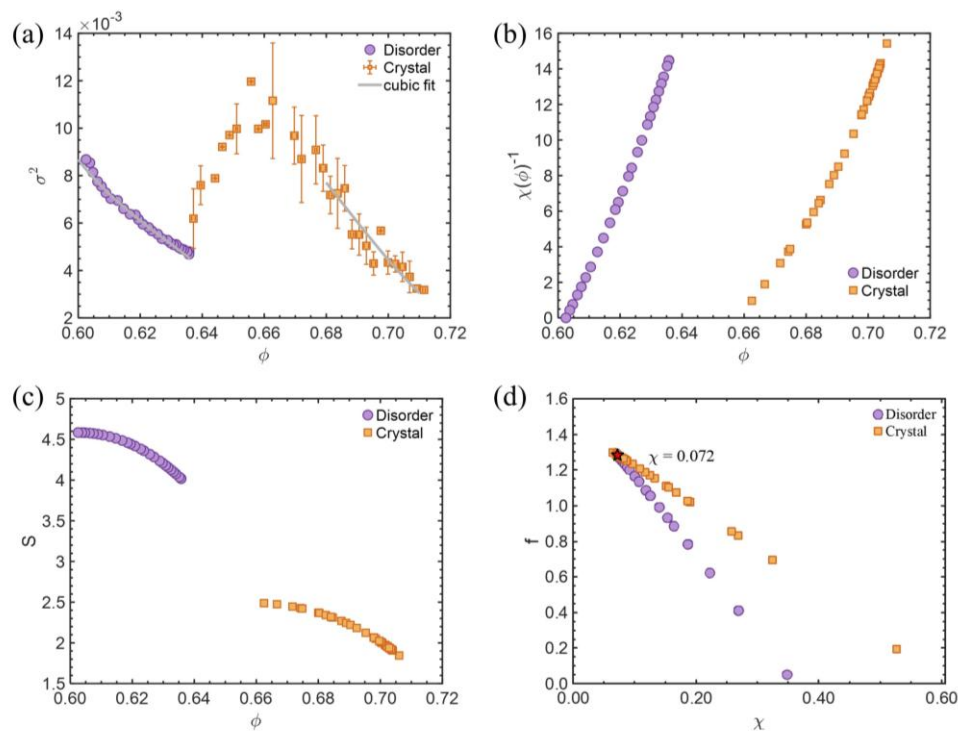 (a)
×10⁻³
14
12
10
8
6
4
2
σ²
0.60 0.62 0.64 0.66 0.68 0.70 0.72
ϕ
Disorder
Crystal
cubic fit
(b)
16
14
12
10
8
6
4
2
0
χ(ϕ)⁻¹
0.60 0.62 0.64 0.66 0.68 0.70 0.72
ϕ
Disorder
Crystal
(c)
5
4.5
4
3.5
3
2.5
2
1.5
S
0.60 0.62 0.64 0.66 0.68 0.70 0.72
ϕ
Disorder
Crystal
(d)
1.6
1.4
1.2
1.0
0.8
0.6
0.4
0.2
0.0
f
0.00 0.20 0.40 0.60
χ
Disorder
Crystal
χ = 0.072